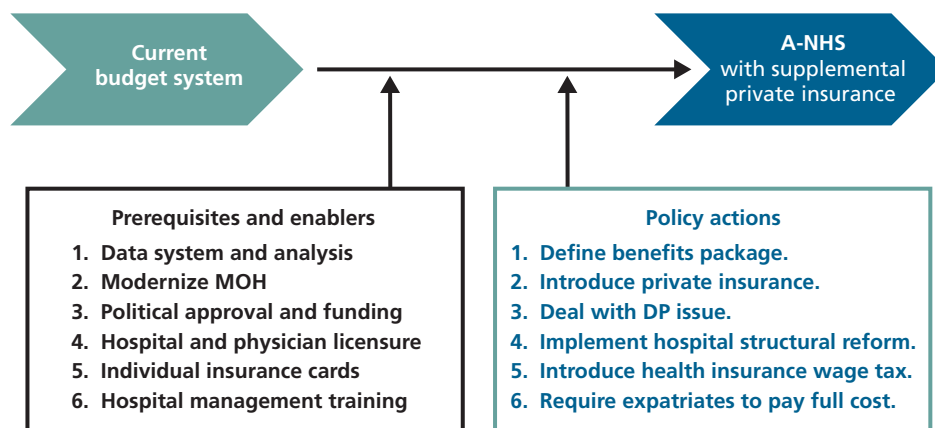 Current
budget system
A-NHS
with supplemental
private insurance
Prerequisites and enablers
1. Data system and analysis
2. Modernize MOH
3. Political approval and funding
4. Hospital and physician licensure
5. Individual insurance cards
6. Hospital management training
Policy actions
1. Define benefits package.
2. Introduce private insurance.
3. Deal with DP issue.
4. Implement hospital structural reform.
5. Introduce health insurance wage tax.
6. Require expatriates to pay full cost.